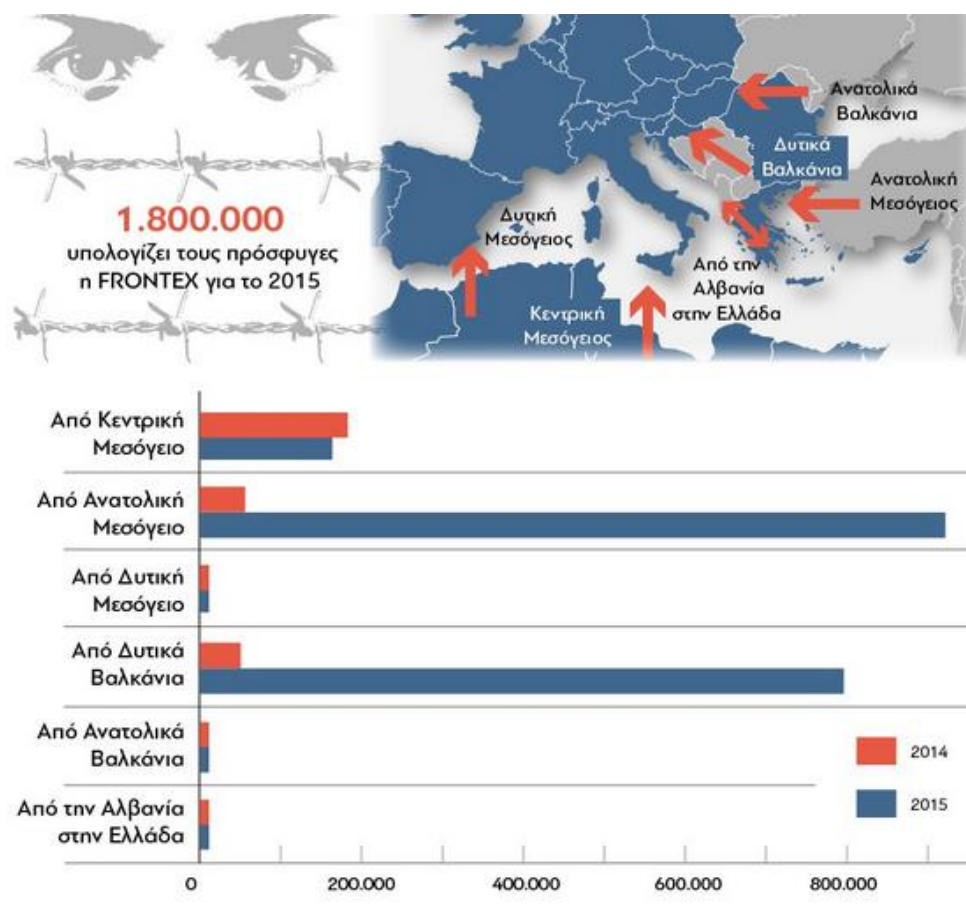 1.800.000
υπολογίζει τους πρόσφυγες
η FRONTEX για το 2015
Ανατολικά
Βαλκάνια
Δυτικά
Βαλκάνια
Ανατολική
Μεσόγειος
Δυτική
Μεσόγειος
Από την
Αλβανία
στην Ελλάδα
Κεντρική
Μεσόγειος
Από Κεντρική
Μεσόγειο
Από Ανατολική
Μεσόγειο
Από Δυτική
Μεσόγειο
Από Δυτικά
Βαλκάνια
Από Ανατολικά
Βαλκάνια
Από την Αλβανία
στην Ελλάδα
2014
2015
0 200.000 400.000 600.000 800.000